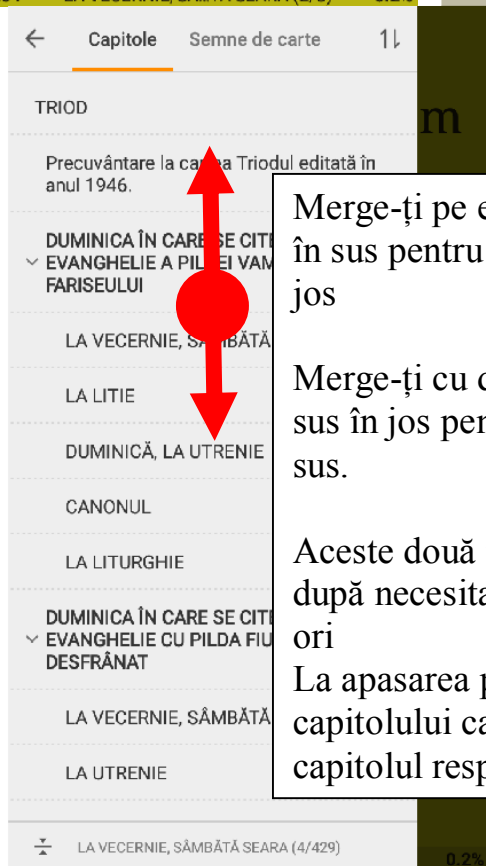 Capitole Semne de carte
TRIOD
Precuvântare la cartea Triodul editată în
anul 1946.
DUMINICA ÎN CARE SE CITE
EVANGHELIE A PILDEI VAM
FARISEULUI
LA VECERNIE, SÂMBĂTĂ
LA LITIE
DUMINICĂ, LA UTRENIE
CANONUL
LA LITURGHIE
DUMINICA ÎN CARE SE CITE
EVANGHELIE CU PILDA FIU
DESFRÂNAT
LA VECERNIE, SÂMBĂTĂ
LA UTRENIE
LA VECERNIE, SÂMBĂTĂ SEARA (4/429)
m
Merge-ți pe e
în sus pentru
jos
Merge-ți cu
sus în jos pen
sus.
Aceste două
după necesita
ori
La apasarea p
capitolului ca
capitolul resp
0.2%